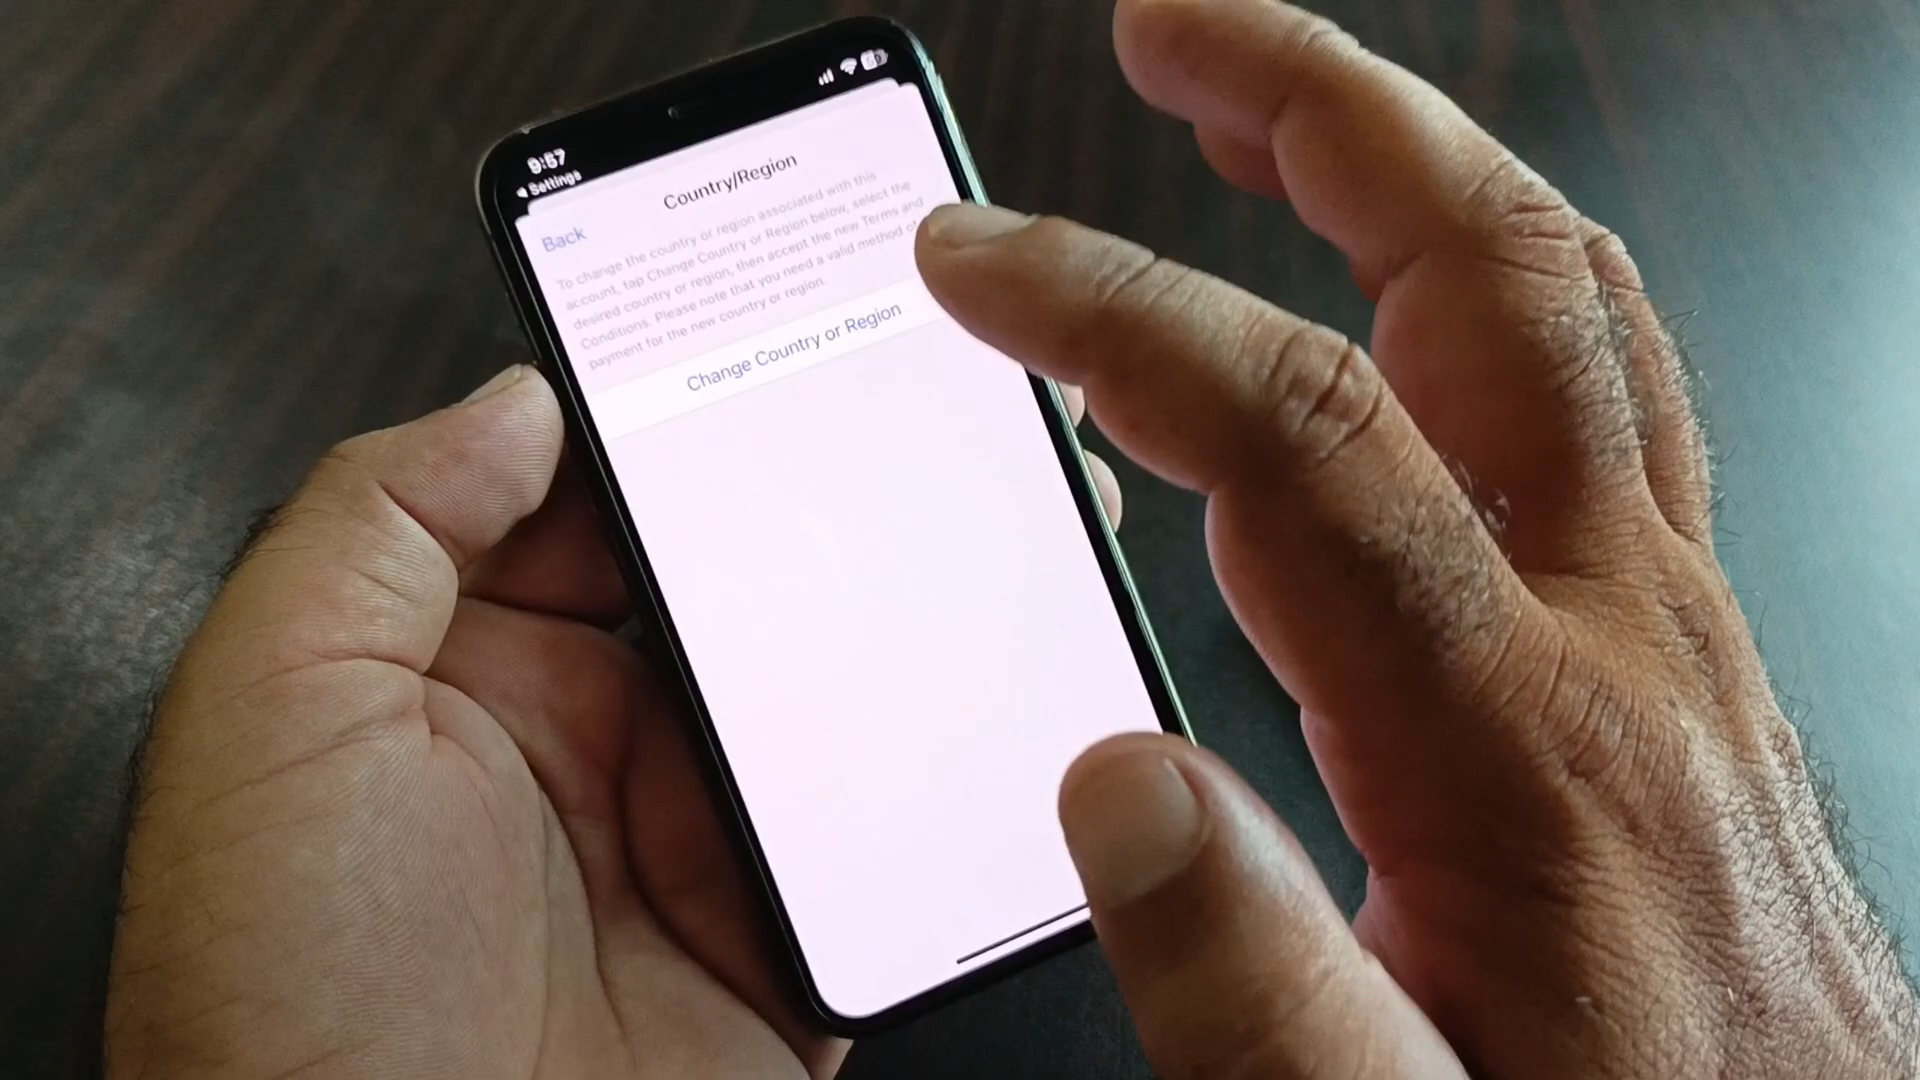 9:57
◀ Settings
Country/Region
Back
To change the country or region associated with this
account, tap Change Country or Region below, select the
desired country or region, then accept the new Terms and
Conditions. Please note that you need a valid method of
payment for the new country or region.
Change Country or Region